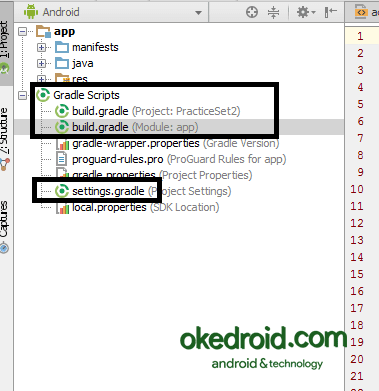 Android
1: Project
app
manifests
java
res
Gradle Scripts
build.gradle (Project: PracticeSet2)
build.gradle (Module: app)
gradle-wrapper.properties (Gradle Version)
proguard-rules.pro (ProGuard Rules for app)
gradle.properties (Project Properties)
settings.gradle (Project Settings)
local.properties (SDK Location)
7: Structure
Captures
1
2
3
4
5
6
7
8
9
10
11
12
13
14
15
16
17
18
19
20
21
22
okedroid.com
android & technology